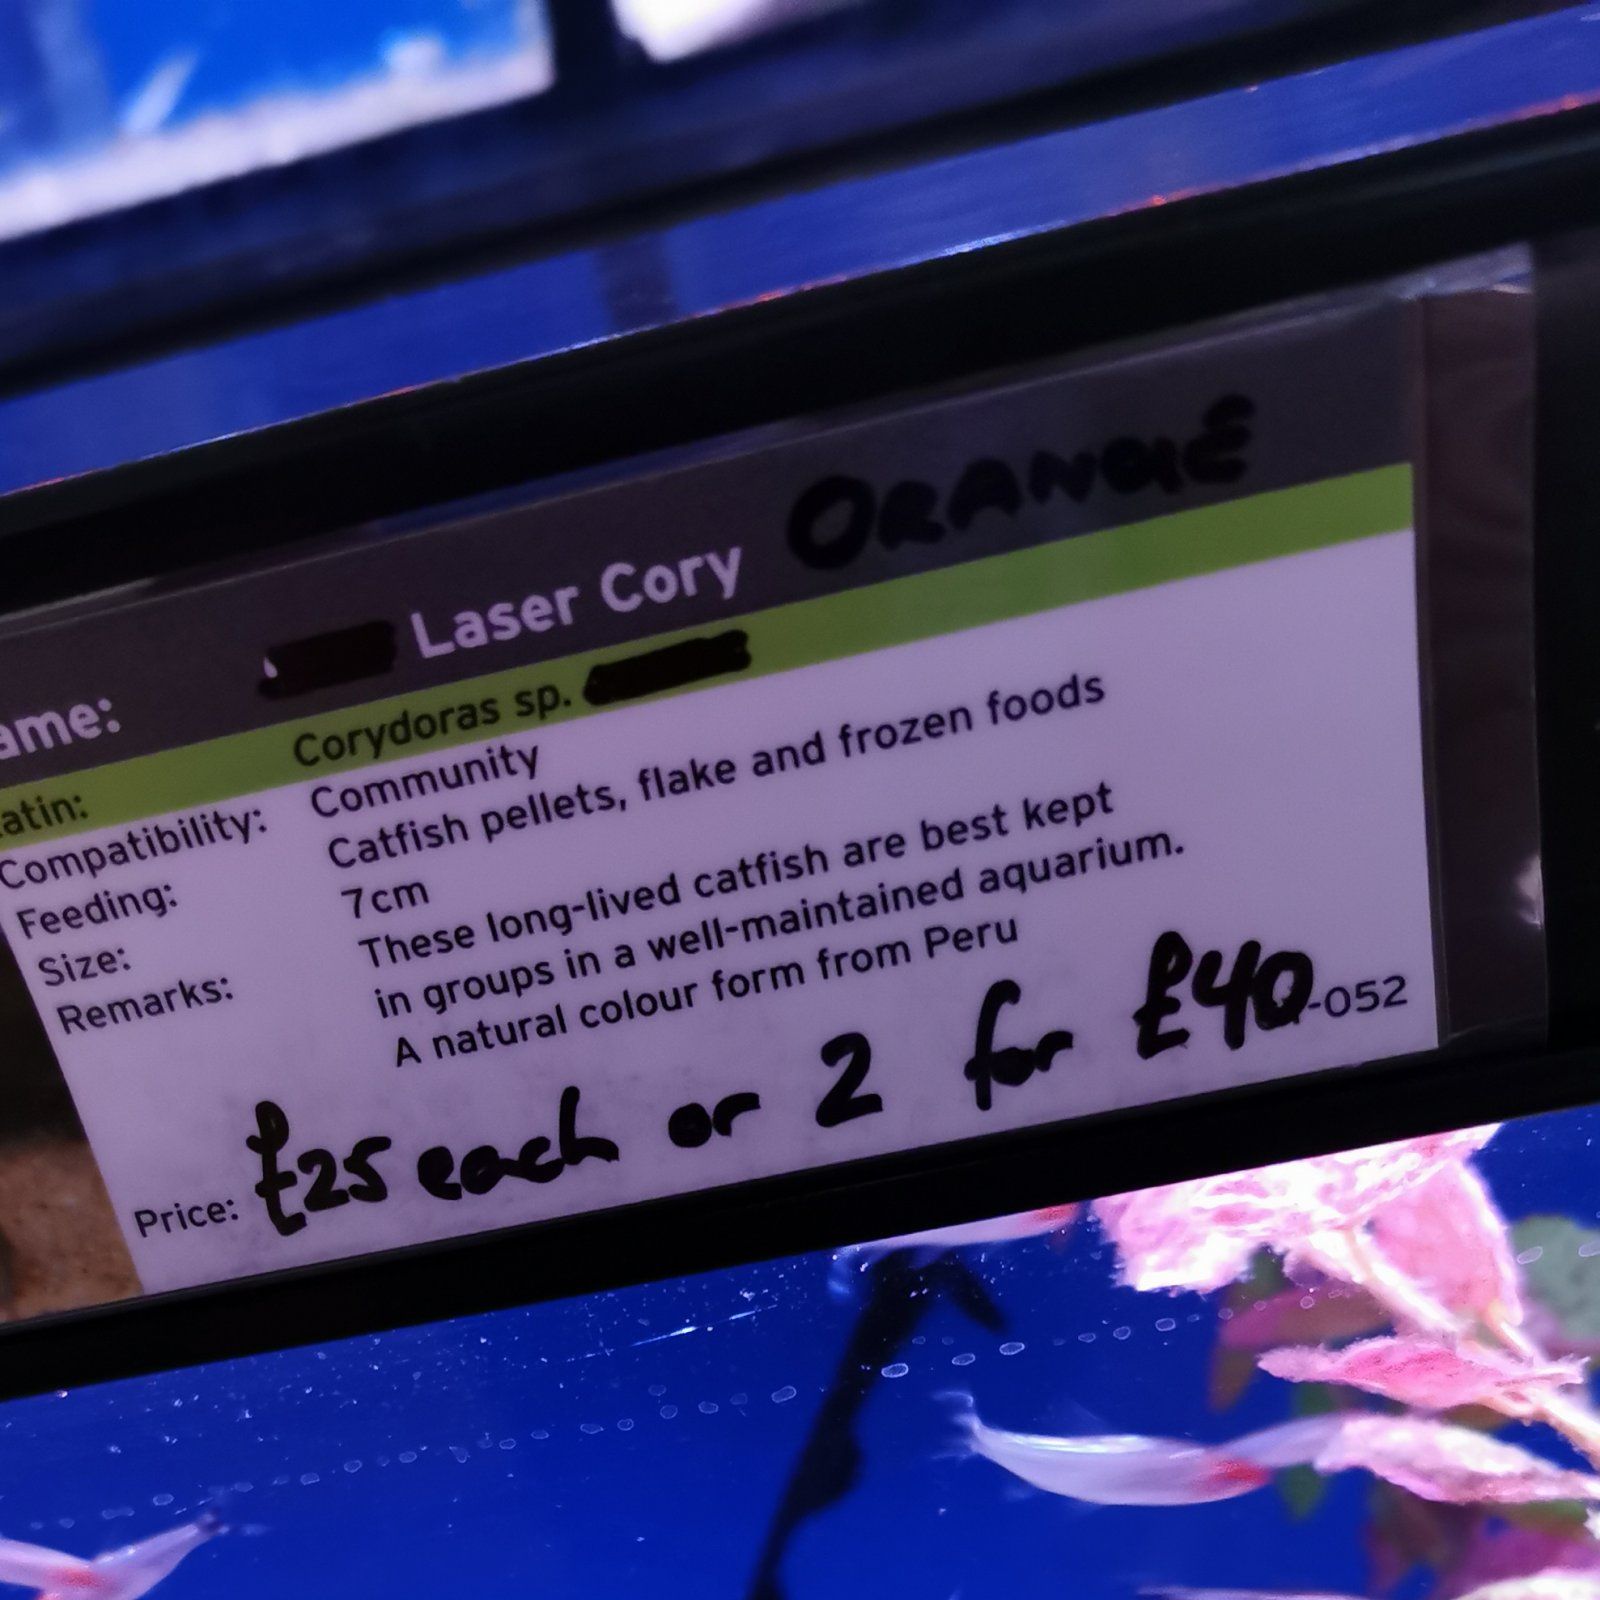 ame: Laser Cory ORANGE
atin: Corydoras sp.
Compatibility: Community
Feeding: Catfish pellets, flake and frozen foods
Size: 7cm
Remarks: These long-lived catfish are best kept
in groups in a well-maintained aquarium.
A natural colour form from Peru
-052
Price: £25 each or 2 for £40